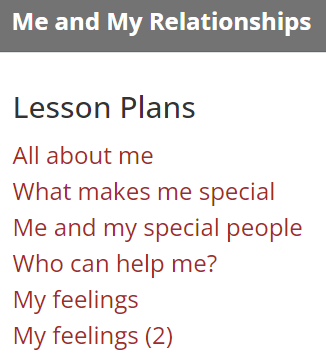 Me and My Relationships
Lesson Plans
All about me
What makes me special
Me and my special people
Who can help me?
My feelings
My feelings (2)